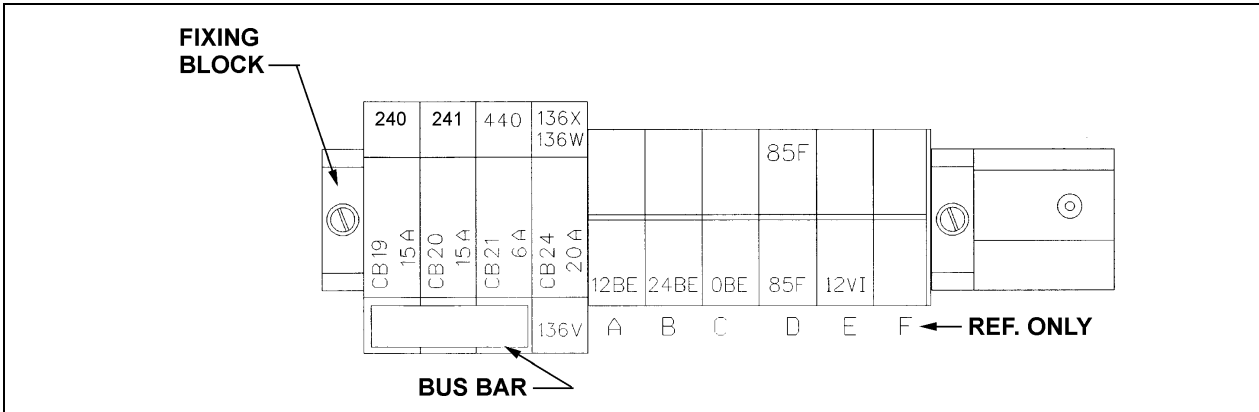 FIXING
BLOCK
240 241 440 136X
136W
85F
CB19
15A
CB20
15A
CB21
6A
CB24
20A
12BE 24BE 0BE 85F 12VI
136V A B C D E F REF. ONLY
BUS BAR